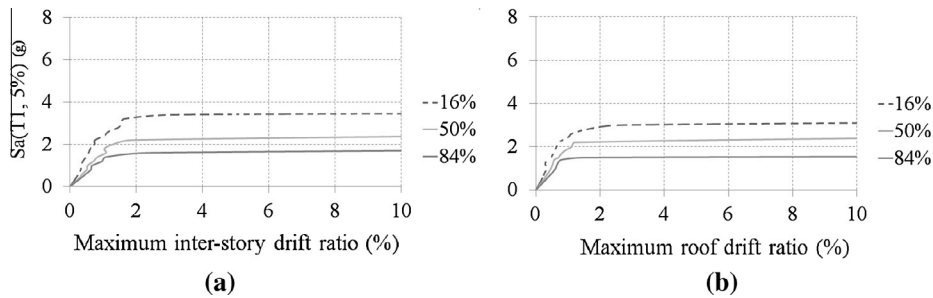 Sa(T1, 5%) (g)
8
6
4
2
0
0 2 4 6 8 10
Maximum inter-story drift ratio (%)
16%
50%
84%
(a)
8
6
4
2
0
0 2 4 6 8 10
Maximum roof drift ratio (%)
16%
50%
84%
(b)